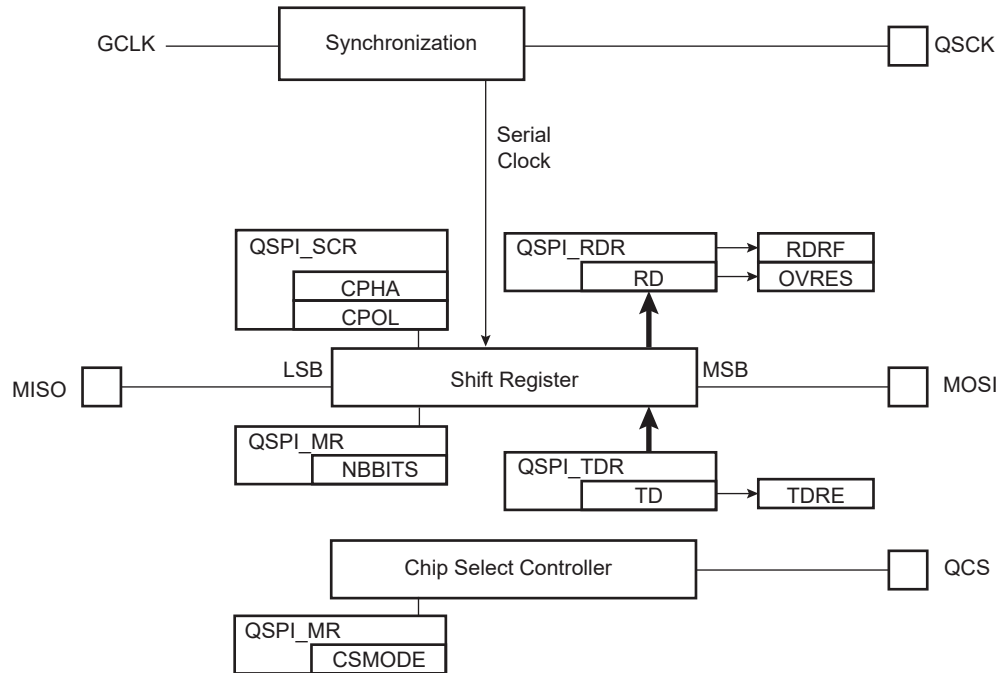 GCLK
Synchronization
QSCK
Serial
Clock
QSPI_SCR
CPHA
CPOL
QSPI_RDR
RD
RDRF
OVRES
MISO
LSB
Shift Register
MSB
MOSI
QSPI_MR
NBBITS
QSPI_TDR
TD
TDRE
Chip Select Controller
QCS
QSPI_MR
CSMODE